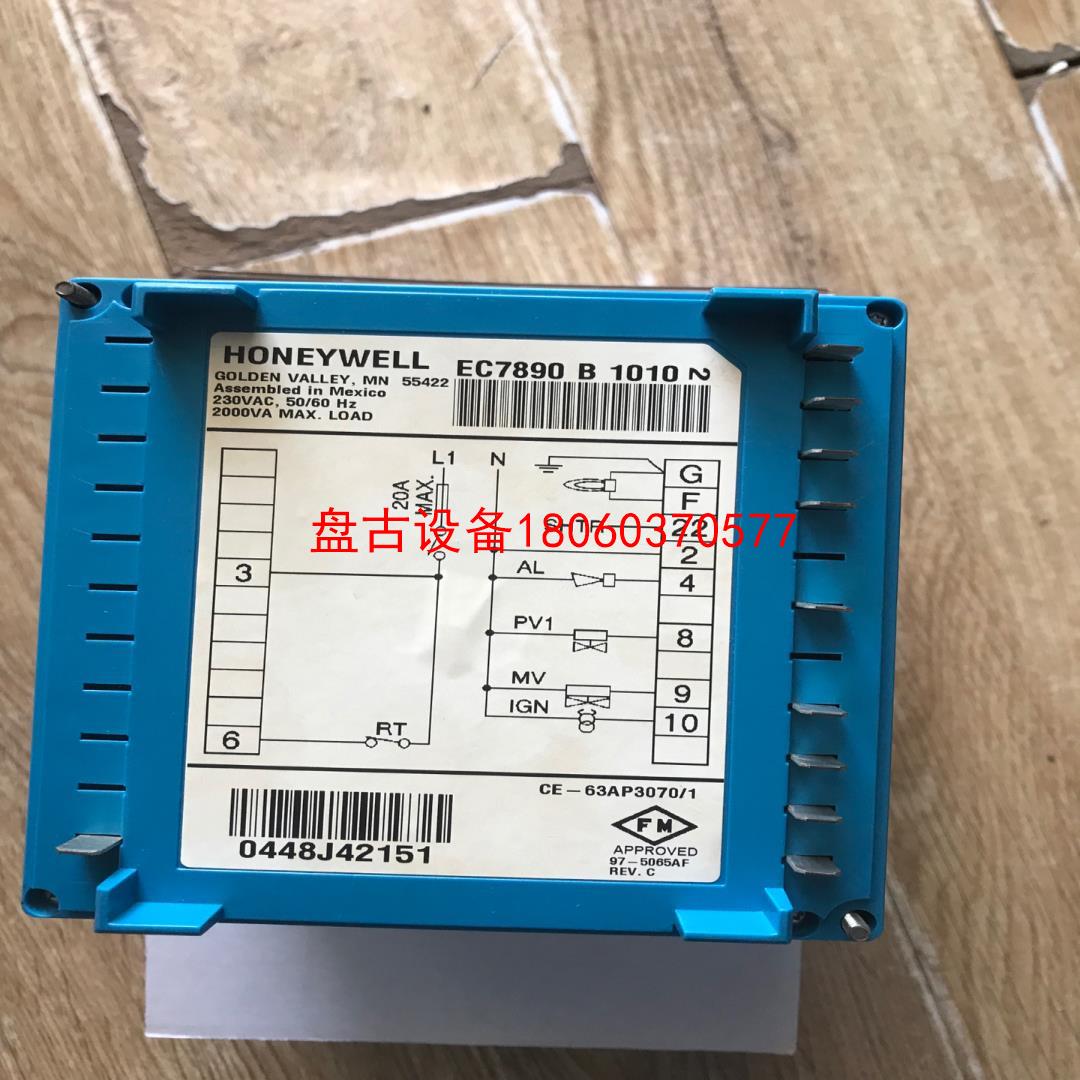 HONEYWELL
EC7890 B 1010 2
GOLDEN VALLEY, MN 55422
Assembled in Mexico
230VAC, 50/60 Hz
2000VA MAX. LOAD
L1 N
20A
MAX.
G
F
盘古设备18060370577
22
2
3
AL
4
PV1
8
MV
9
IGN
10
RT
6
CE-63AP3070/1
FM
APPROVED
97-5065AF
REV. C
0448J42151